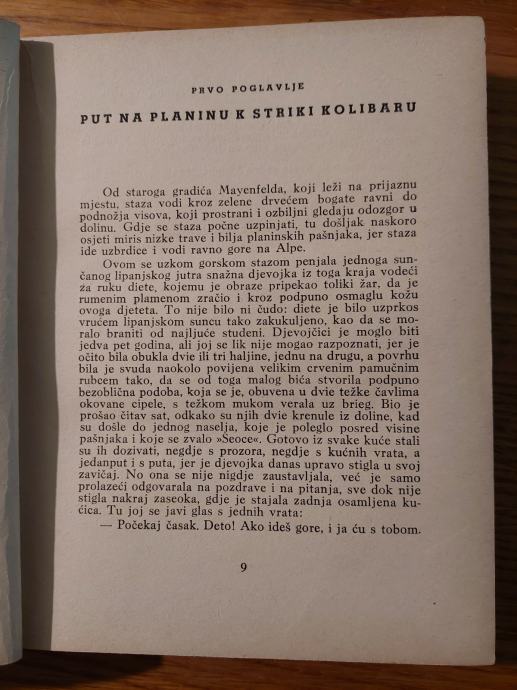 PRVO POGLAVLJE
PUT NA PLANINU K STRIKI KOLIBARU
Od staroga gradića Mayenfelda, koji leži na prijaznu
mjestu, staza vodi kroz zelene drvećem bogate ravni do
podnožja visova, koji prostrani i ozbiljni gledaju odozgor u
dolinu. Gdje se staza počne uzpinjati, tu došljak naskoro
osjeti miris nizke trave i bilja planinskih pašnjaka, jer staza
ide uzbrdice i vodi ravno gore na Alpe.
Ovom se uzkom gorskom stazom penjala jednoga sun-
čanog lipanjskog jutra snažna djevojka iz toga kraja vodeći
za ruku diete, kojemu je obraze pripekao toliki žar, da je
rumenim plamenom zračio i kroz podpuno osmaglu kožu
ovoga djeteta. To nije bilo ni čudo: diete je bilo uzprkos
vrućem lipanjskom suncu tako zakukuljeno, kao da se mo-
ralo braniti od najljuće studeni. Djevojčici je moglo biti
jedva pet godina, ali joj se lik nije mogao razpoznati, jer je
očito bila obukla dvie ili tri haljine, jednu na drugu, a povrhu
bila je svuda naokolo povijena velikim crvenim pamučnim
rubcem tako, da se od toga malog bića stvorila podpuno
bezoblična podoba, koja se je, obuvena u dvie težke čavlima
okovane cipele, s težkom mukom verala uz brieg. Bio je
prošao čitav sat, odkako su njih dvie krenule iz doline, kad
su došle do jednog naselja, koje je poleglo posred visine
pašnjaka i koje se zvalo »Seoce«. Gotovo iz svake kuće stali
su ih dozivati, negdje s prozora, negdje s kućnih vrata, a
jedanput i s puta, jer je djevojka danas upravo stigla u svoj
zavičaj. No ona se nije nigdje zaustavljala, već je samo
prolazeći odgovarala na pozdrave i na pitanja, sve dok nije
stigla nakraj zaseoka, gdje je stajala zadnja osamljena ku-
ćica. Tu joj se javi glas s jednih vrata:
— Počekaj časak. Deto! Ako ideš gore, i ja ću s tobom.
9